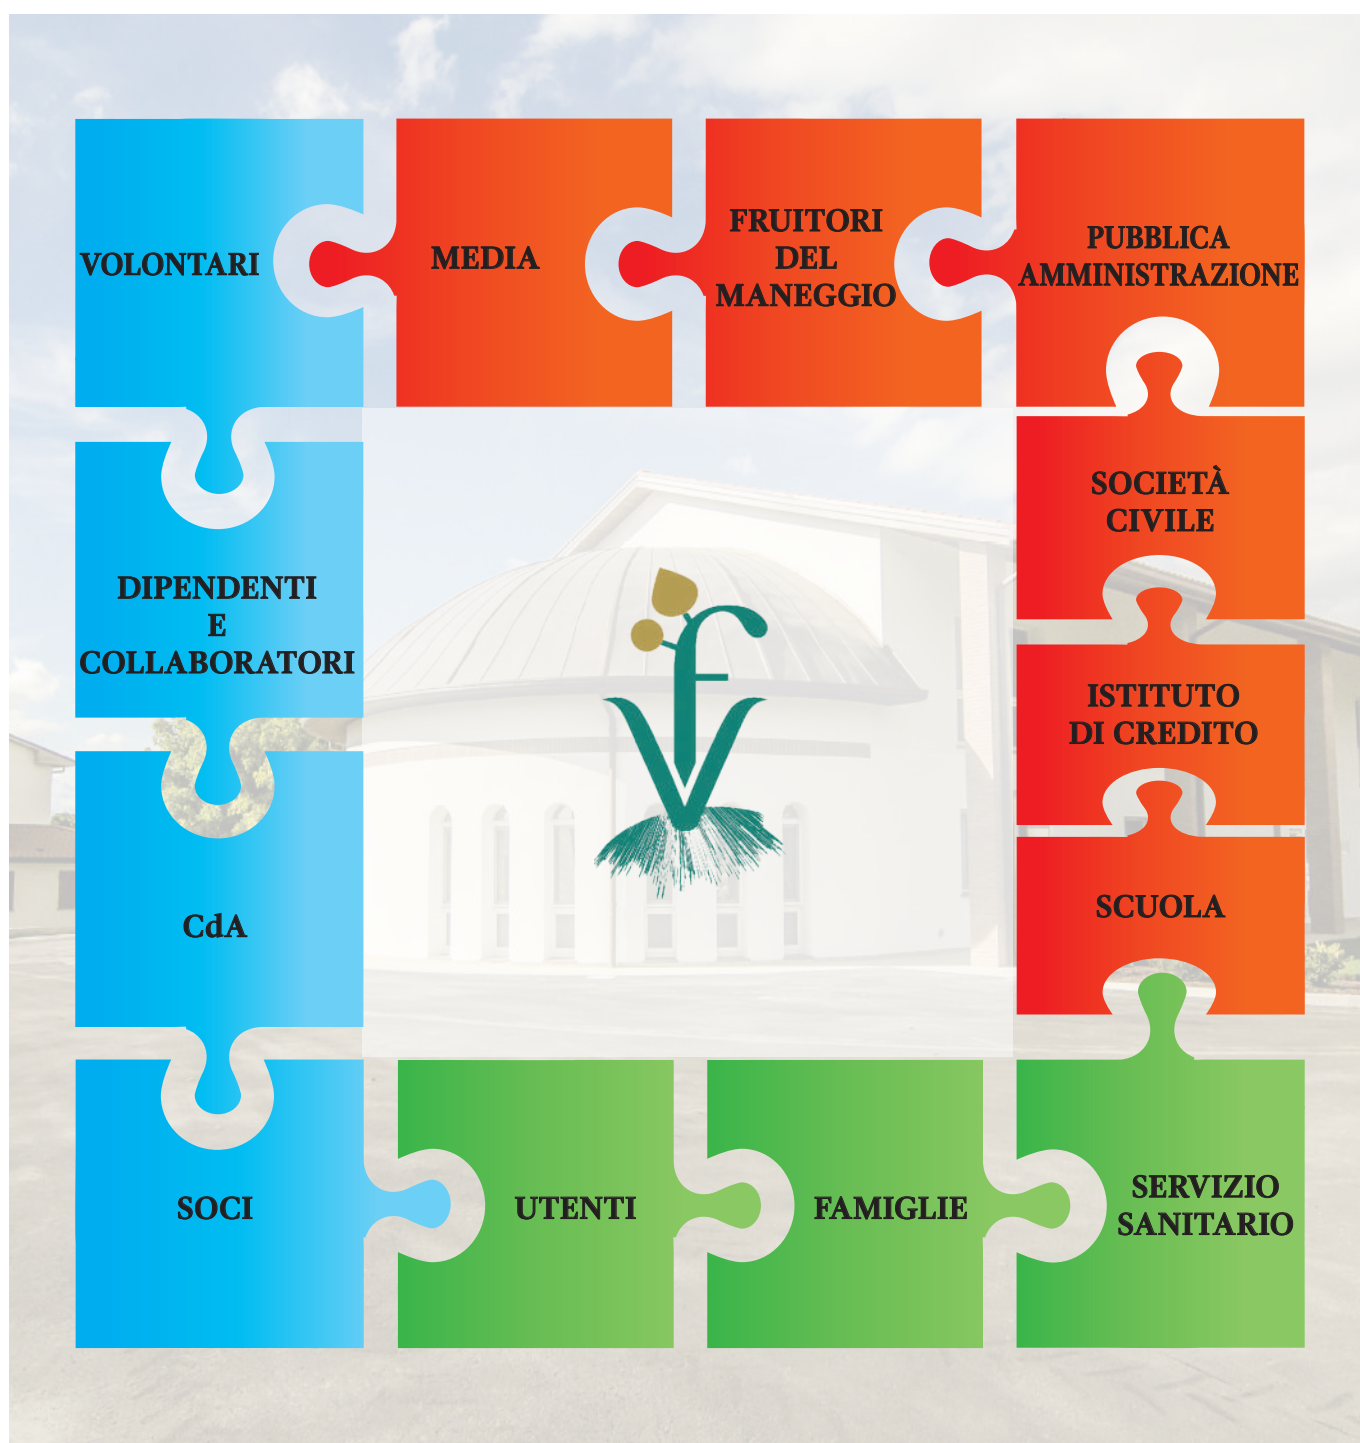 VOLONTARI
MEDIA
FRUITORI
DEL
MANEGGIO
PUBBLICA
AMMINISTRAZIONE
SOCIETÀ
CIVILE
DIPENDENTI
E
COLLABORATORI
ISTITUTO
DI CREDITO
CdA
SCUOLA
SOCI
UTENTI
FAMIGLIE
SERVIZIO
SANITARIO